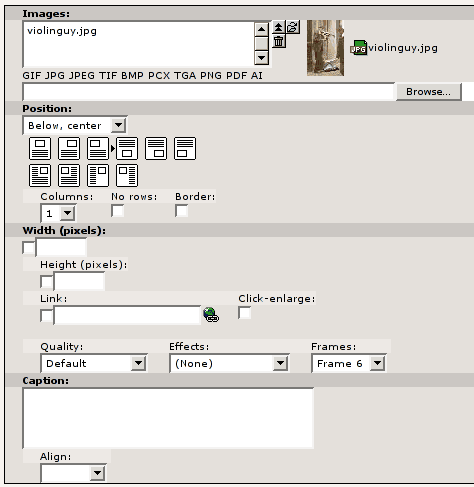 Images:
violinguy.jpg
JPG violinguy.jpg
GIF JPG JPEG TIF BMP PCX TGA PNG PDF AI
Browse...
Position:
Below, center
Columns: No rows: Border:
1
Width (pixels):
Height (pixels):
Link: Click-enlarge:
Quality: Effects: Frames:
Default (None) Frame 6
Caption:
Align: